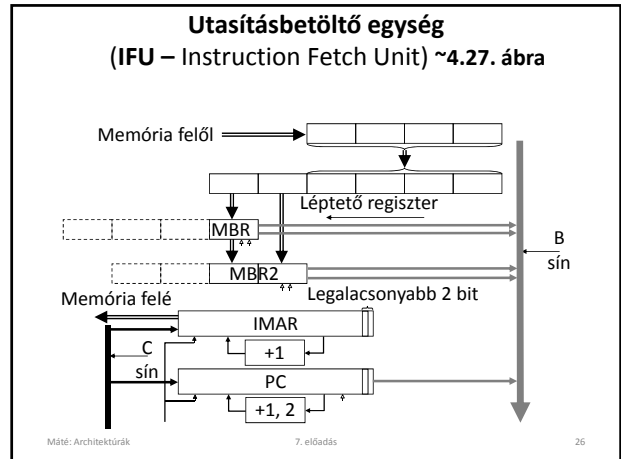 Utasításbetöltő egység
(IFU – Instruction Fetch Unit) ~4.27. ábra
Memória felől
Léptető regiszter
MBR
B
sín
MBR2
Legalacsonyabb 2 bit
Memória felé
IMAR
+1
C
sín
PC
+1, 2
Máté: Architektúrák
7. előadás
26